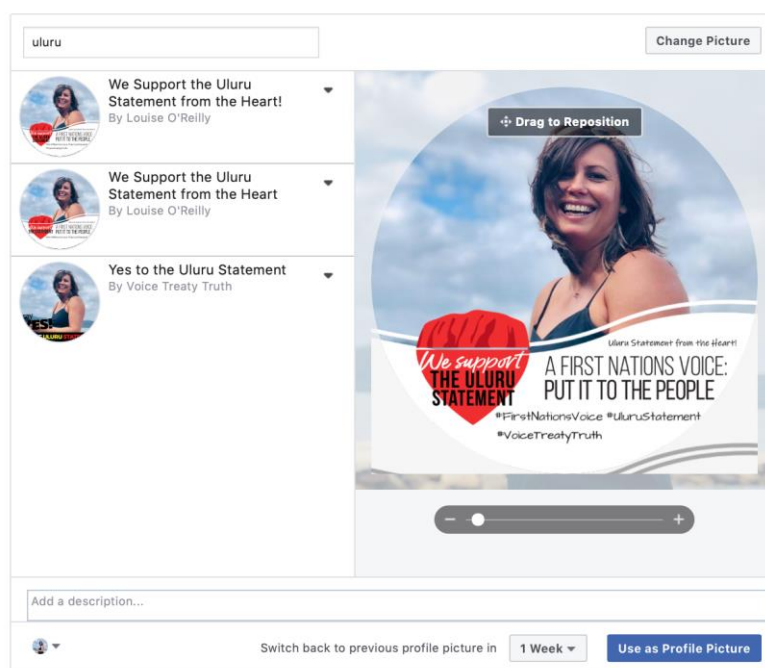 uluru
Change Picture
We Support the Uluru
Statement from the Heart!
By Louise O'Reilly
We Support the Uluru
Statement from the Heart
By Louise O'Reilly
Yes to the Uluru Statement
By Voice Treaty Truth
Drag to Reposition
Uluru Statement from the Heart!
We support
THE ULURU
STATEMENT
A FIRST NATIONS VOICE:
PUT IT TO THE PEOPLE
#FirstNationsVoice #UluruStatement
#VoiceTreatyTruth
Add a description...
Switch back to previous profile picture in
1 Week
Use as Profile Picture